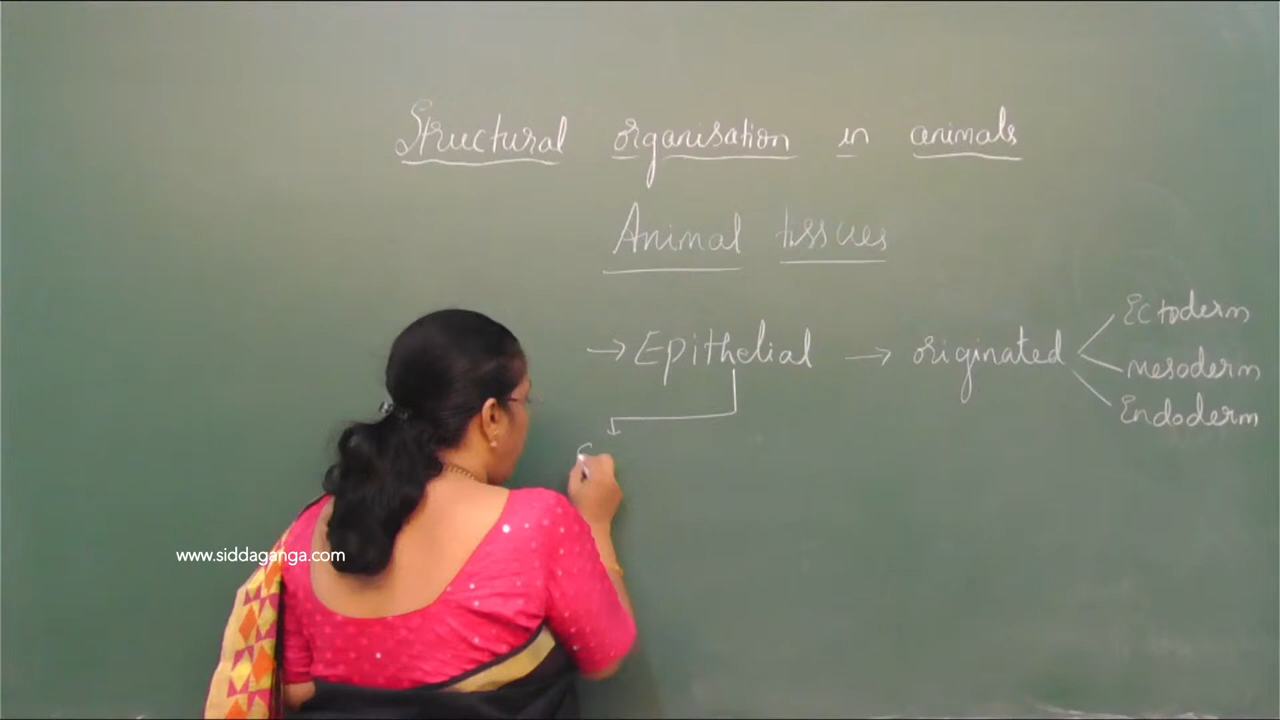 Structural organisation in animals
Animal tissues
→ Epithelial → originated
Ectoderm
mesoderm
Endoderm
www.siddaganga.com